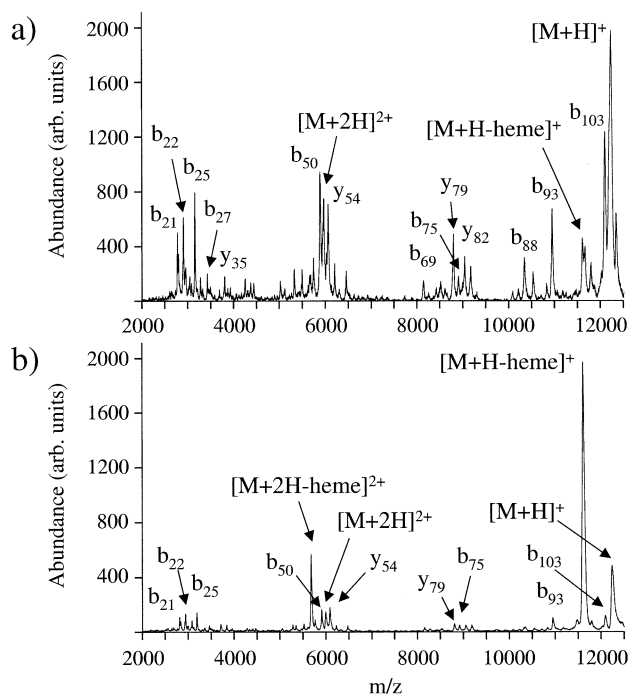 a)
Abundance (arb. units)
2000
1600
1200
800
400
[M+H]+
b103
[M+2H]2+
[M+H-heme]+
b22
b50
b25
y54
y79
b93
b21
b27
b75
y82
y35
b69
b88
2000 4000 6000 8000 10000 12000
b)
Abundance (arb. units)
2000
1600
1200
800
400
[M+H-heme]+
[M+2H-heme]2+
[M+2H]2+
[M+H]+
b22
b50
y54
b75
b103
b21
b25
y79
b93
2000 4000 6000 8000 10000 12000
m/z